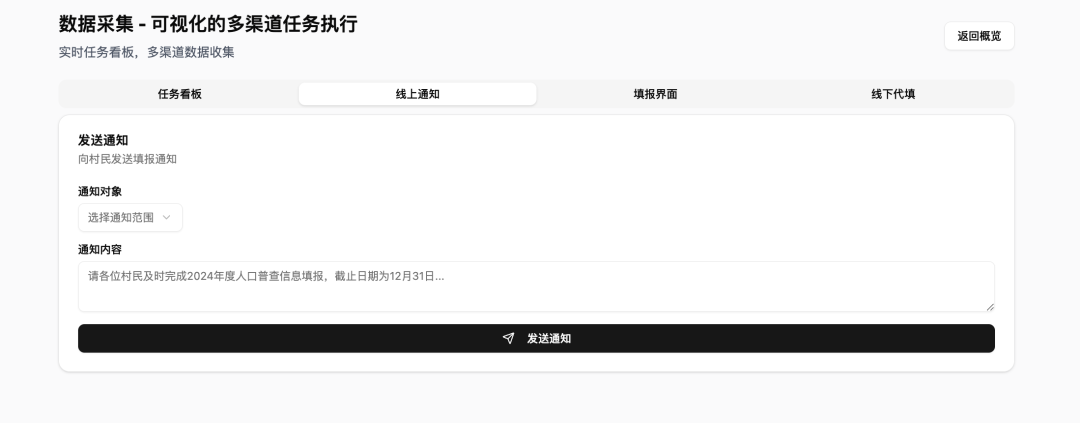 数据采集 - 可视化的多渠道任务执行
实时任务看板，多渠道数据收集
返回概览
任务看板
线上通知
填报界面
线下代填
发送通知
向村民发送填报通知
通知对象
选择通知范围
通知内容
请各位村民及时完成2024年度人口普查信息填报，截止日期为12月31日...
发送通知